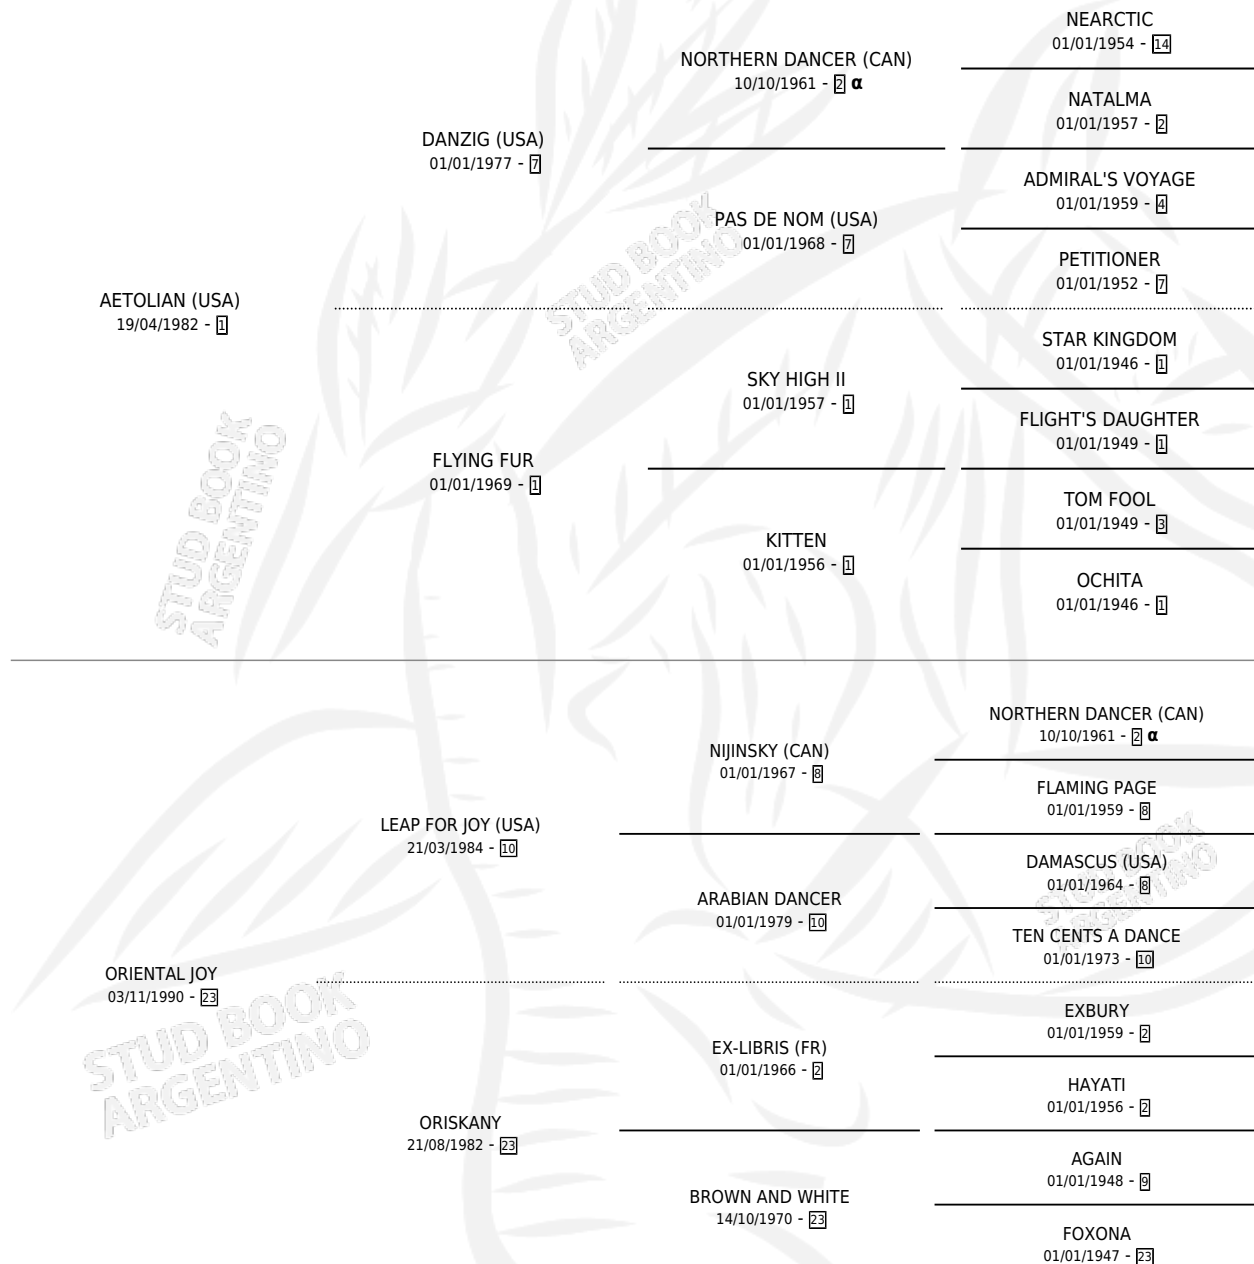 AETOLIAN (USA)
19/04/1982 - 1
DANZIG (USA)
01/01/1977 - 7
NORTHERN DANCER (CAN)
10/10/1961 - 2 α
NEARCTIC
01/01/1954 - 14
NATALMA
01/01/1957 - 2
PAS DE NOM (USA)
01/01/1968 - 7
ADMIRAL'S VOYAGE
01/01/1959 - 4
PETITIONER
01/01/1952 - 7
FLYING FUR
01/01/1969 - 1
SKY HIGH II
01/01/1957 - 1
STAR KINGDOM
01/01/1946 - 1
FLIGHT'S DAUGHTER
01/01/1949 - 1
KITTEN
01/01/1956 - 1
TOM FOOL
01/01/1949 - 3
OCHITA
01/01/1946 - 1
ORIENTAL JOY
03/11/1990 - 23
LEAP FOR JOY (USA)
21/03/1984 - 10
NIJINSKY (CAN)
01/01/1967 - 8
NORTHERN DANCER (CAN)
10/10/1961 - 2 α
FLAMING PAGE
01/01/1959 - 8
ARABIAN DANCER
01/01/1979 - 10
DAMASCUS (USA)
01/01/1964 - 8
TEN CENTS A DANCE
01/01/1973 - 10
ORISKANY
21/08/1982 - 23
EX-LIBRIS (FR)
01/01/1966 - 2
EXBURY
01/01/1959 - 2
HAYATI
01/01/1956 - 2
BROWN AND WHITE
14/10/1970 - 23
AGAIN
01/01/1948 - 9
FOXONA
01/01/1947 - 23
STUD BOOK
ARGENTINO
STUD BOOK
ARGENTINO
STUD BOOK
ARGENTINO
STUD BOOK
ARGENTINO